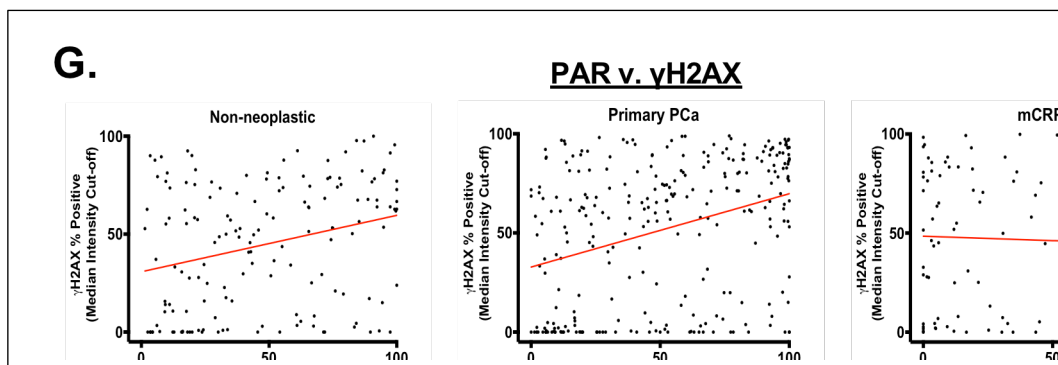 G.
PAR v. γH2AX
Non-neoplastic
100
50
0
γH2AX % Positive
(Median Intensity Cut-off)
0 50 100
Primary PCa
100
50
0
γH2AX % Positive
(Median Intensity Cut-off)
0 50 100
mCRP
100
50
0
γH2AX % Positive
(Median Intensity Cut-off)
0 50